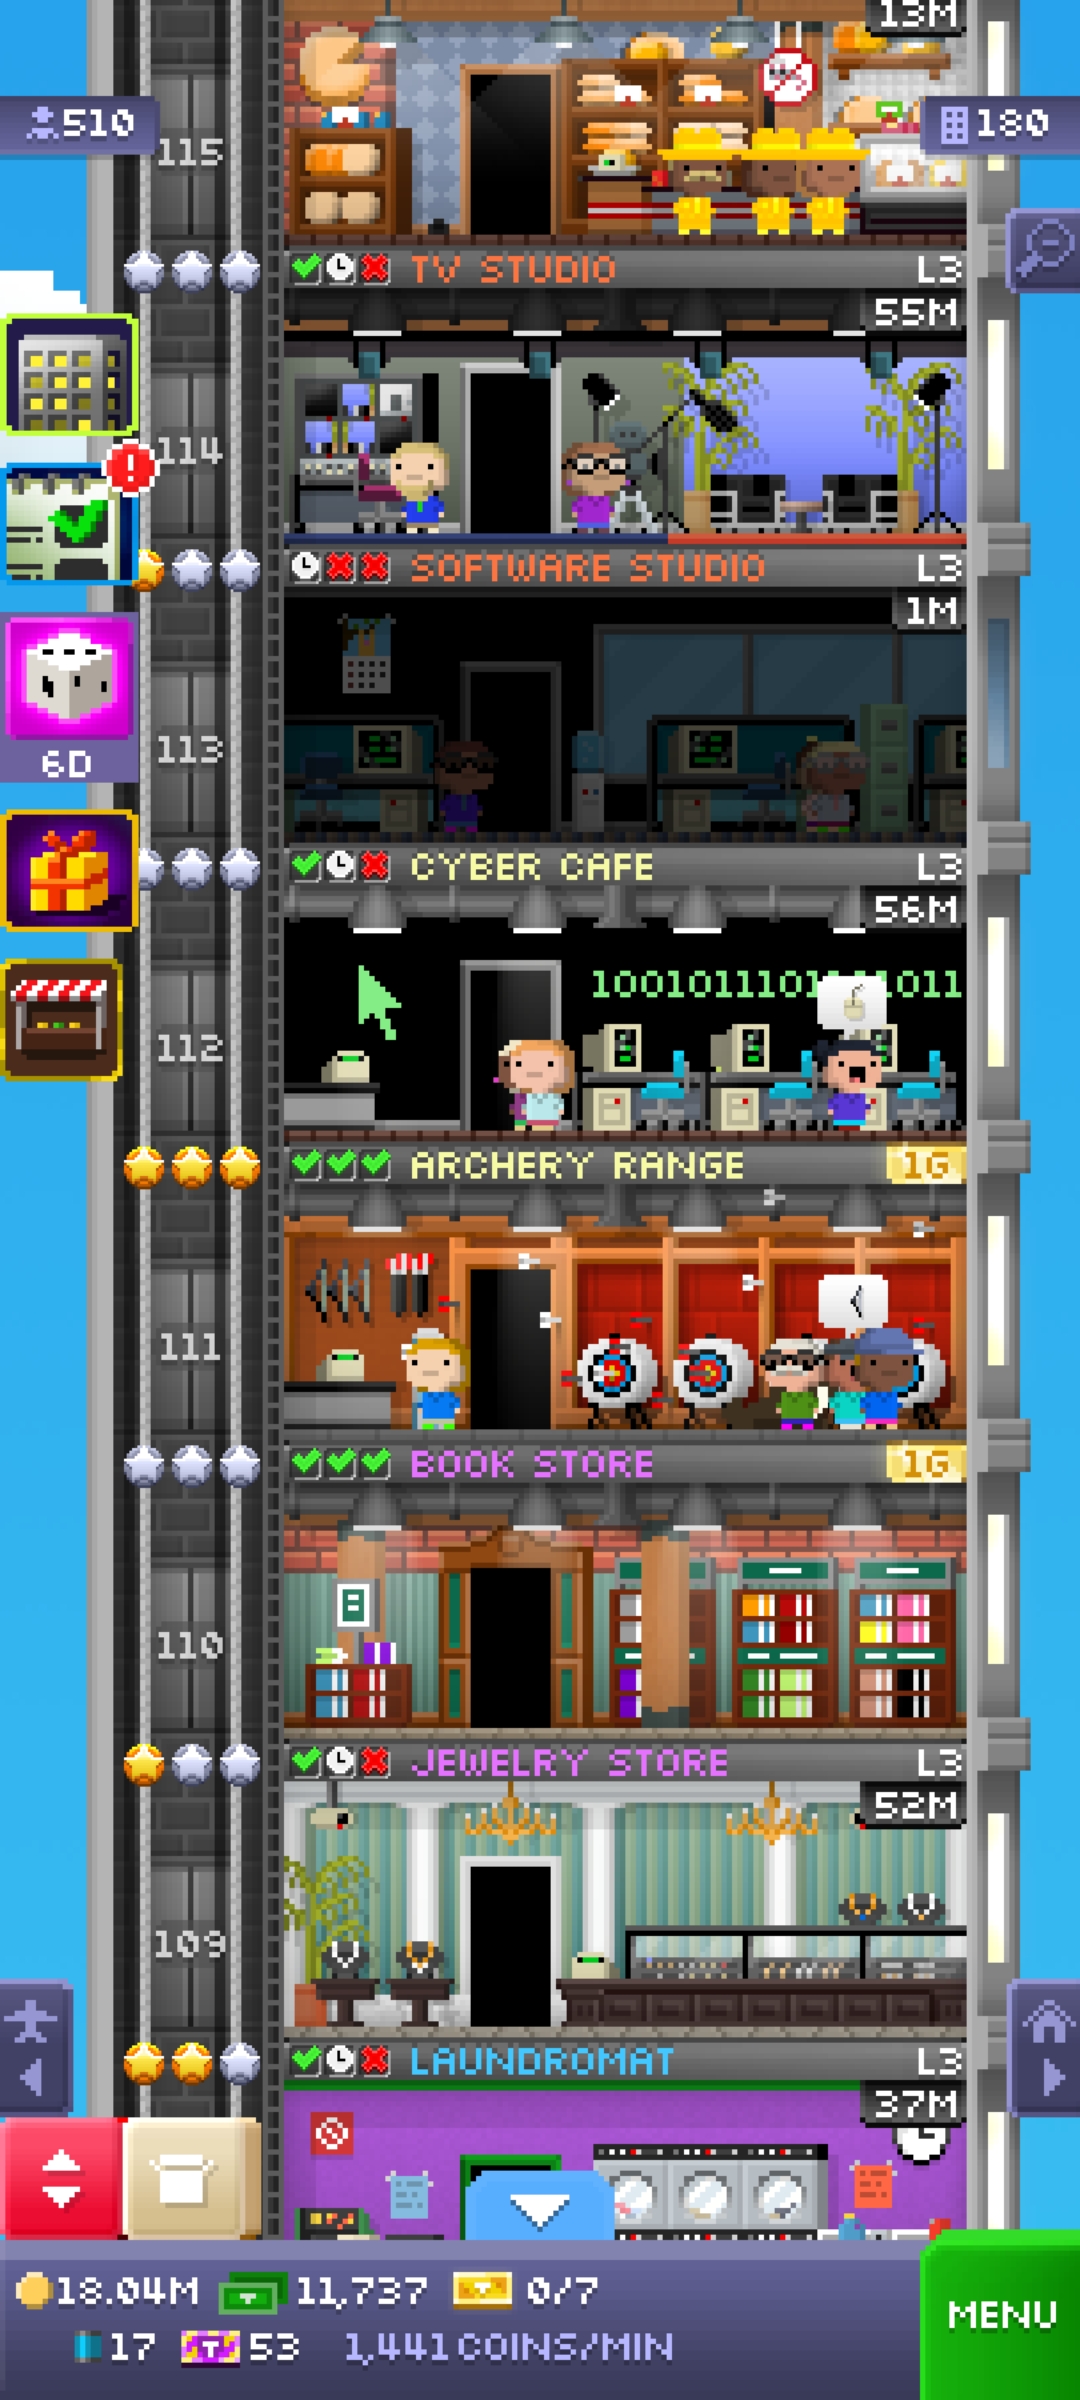 13M
510
180
115
TV STUDIO L3
55M
114
SOFTWARE STUDIO L3
1M
113
6D
CYBER CAFE L3
56M
10010111011 1011
112
ARCHERY RANGE 1G
111
BOOK STORE 1G
110
JEWELRY STORE L3
52M
109
LAUNDROMAT L3
37M
18.04M 11,737 0/7
MENU
17 T 53 1,441 COINS/MIN